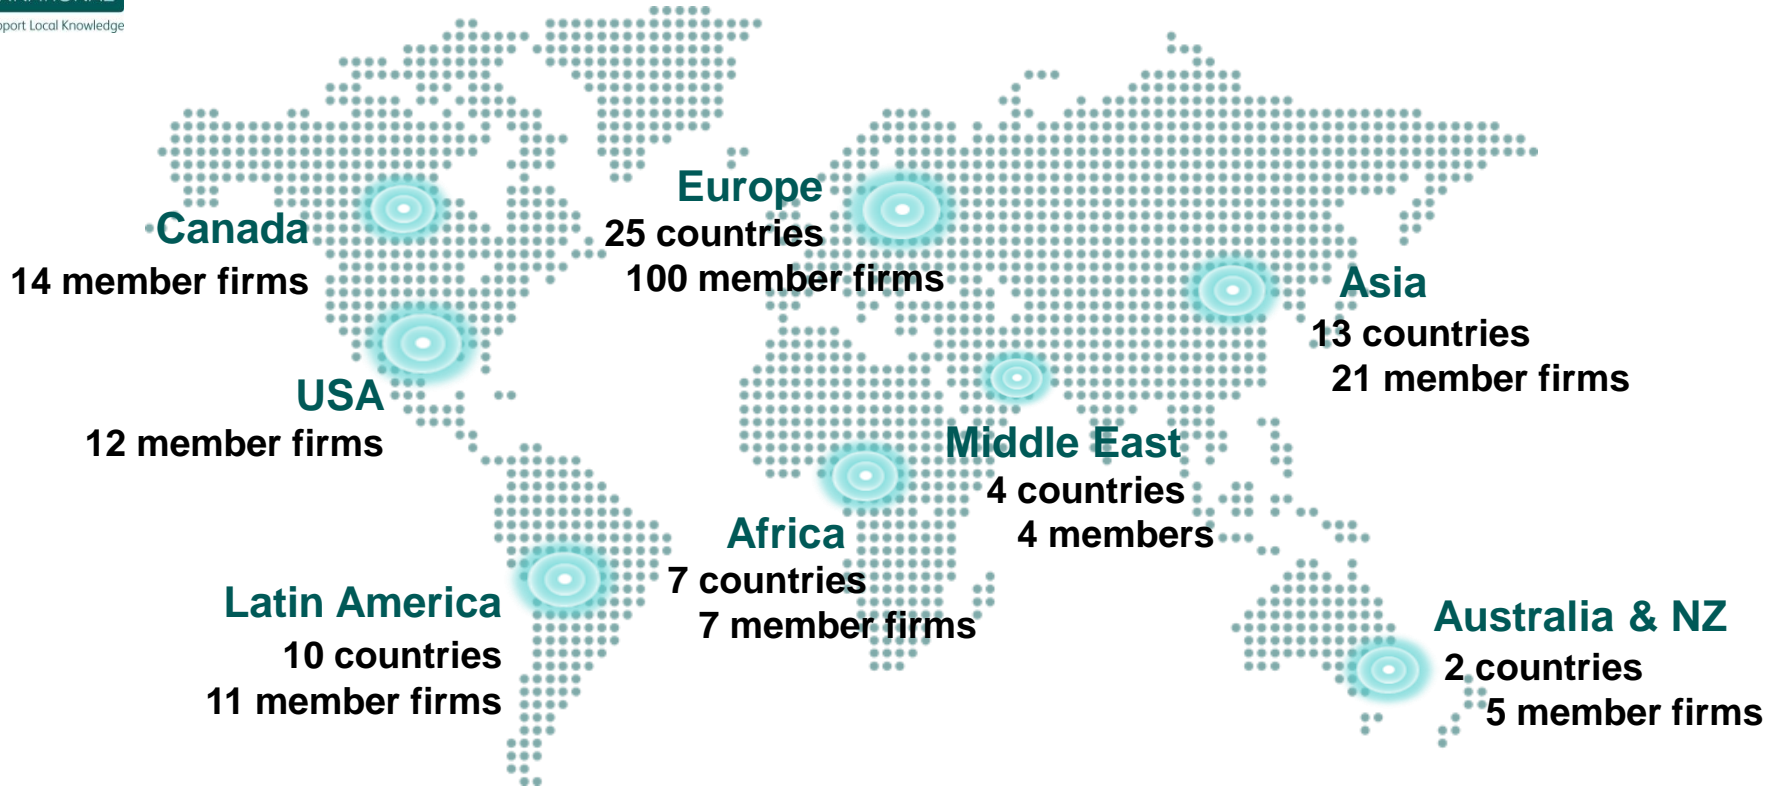 Local Knowledge
Europe
25 countries
100 member firms
Canada
14 member firms
Asia
13 countries
21 member firms
USA
12 member firms
Middle East
4 countries
4 members
Africa
7 countries
7 member firms
Latin America
10 countries
11 member firms
Australia & NZ
2 countries
5 member firms